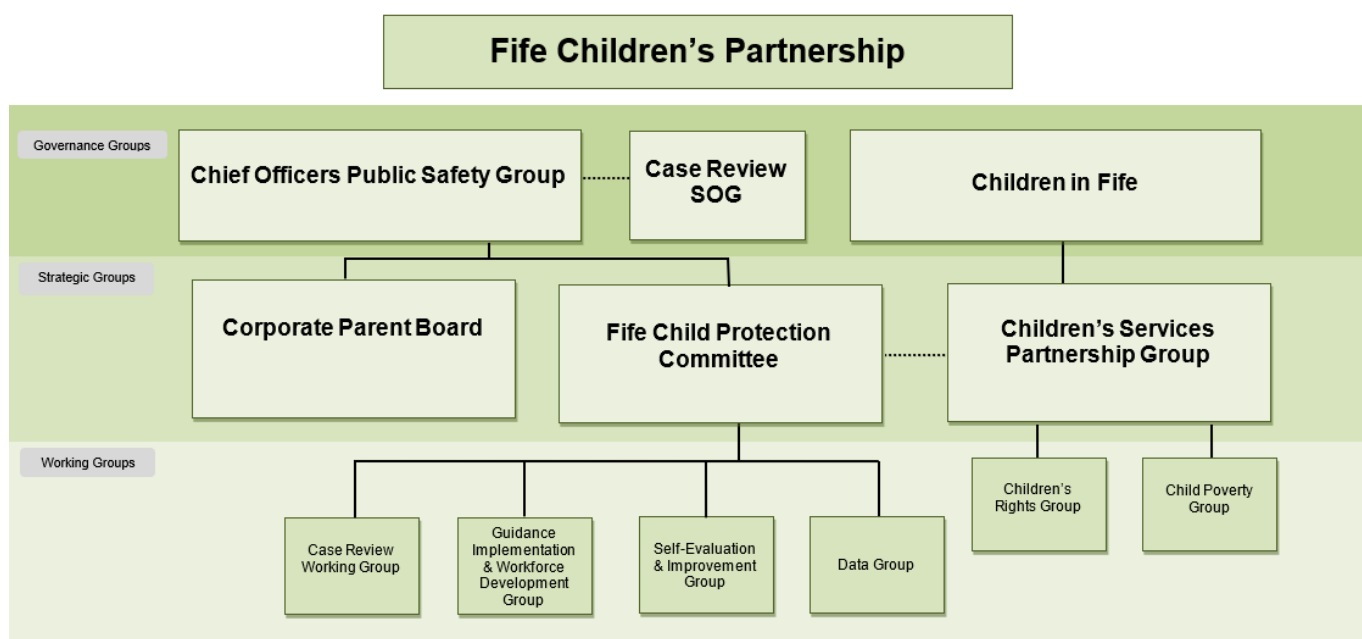 Fife Children’s Partnership
Governance Groups
Chief Officers Public Safety Group
Case Review
SOG
Children in Fife
Strategic Groups
Corporate Parent Board
Fife Child Protection
Committee
Children’s Services
Partnership Group
Working Groups
Case Review
Working Group
Guidance
Implementation
& Workforce
Development
Group
Self-Evaluation
& Improvement
Group
Data Group
Children’s
Rights Group
Child Poverty
Group